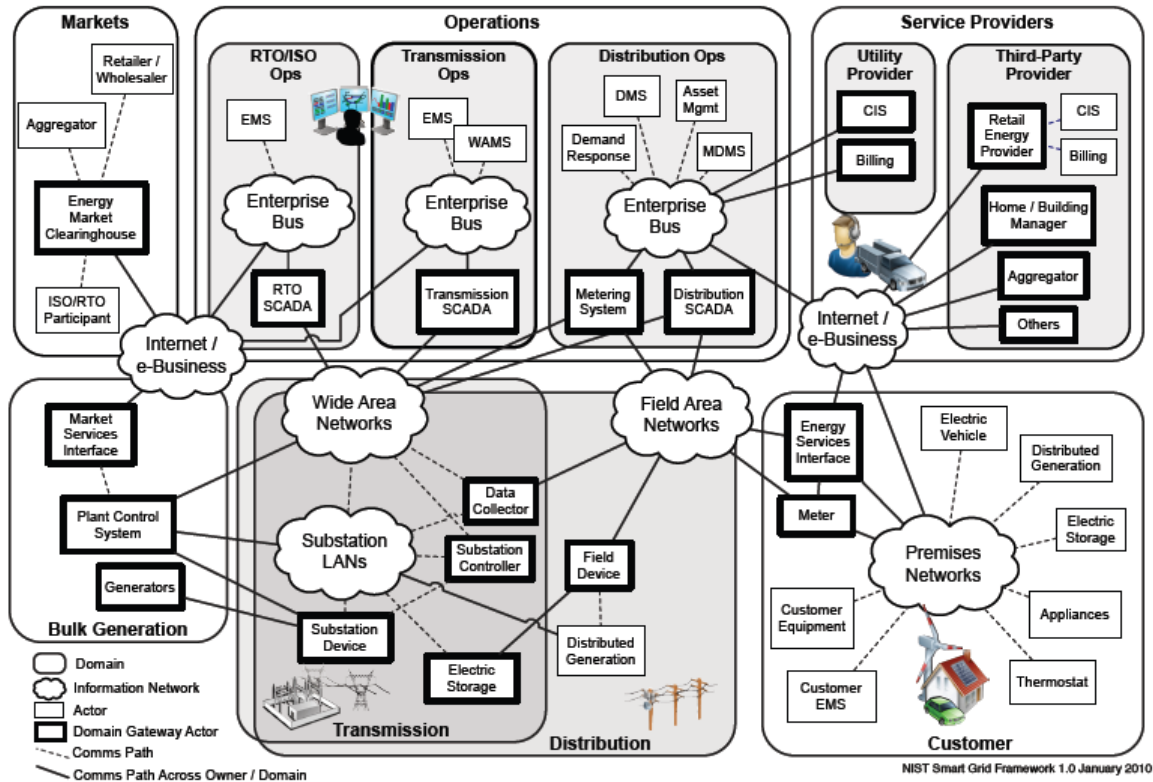 Markets
Operations
Service Providers
Retailer /
Wholesaler
Aggregator
Energy
Market
Clearinghouse
ISO/RTO
Participant
RTO/ISO
Ops
EMS
Enterprise
Bus
RTO
SCADA
Transmission
Ops
EMS
WAMS
Enterprise
Bus
Transmission
SCADA
Distribution Ops
DMS
Asset
Mgmt
Demand
Response
MDMS
Enterprise
Bus
Metering
System
Distribution
SCADA
Utility
Provider
CIS
Billing
Third-Party
Provider
Retail
Energy
Provider
CIS
Billing
Home / Building
Manager
Aggregator
Others
Internet /
e-Business
Internet /
e-Business
Market
Services
Interface
Plant Control
System
Generators
Bulk Generation
Wide Area
Networks
Field Area
Networks
Data
Collector
Substation
LANs
Substation
Controller
Field
Device
Substation
Device
Electric
Storage
Distributed
Generation
Transmission
Distribution
Energy
Services
Interface
Meter
Electric
Vehicle
Distributed
Generation
Electric
Storage
Premises
Networks
Customer
Equipment
Appliances
Customer
EMS
Thermostat
Customer
Domain
Information Network
Actor
Domain Gateway Actor
Comms Path
Comms Path Across Owner / Domain
NIST Smart Grid Framework 1.0 January 2010